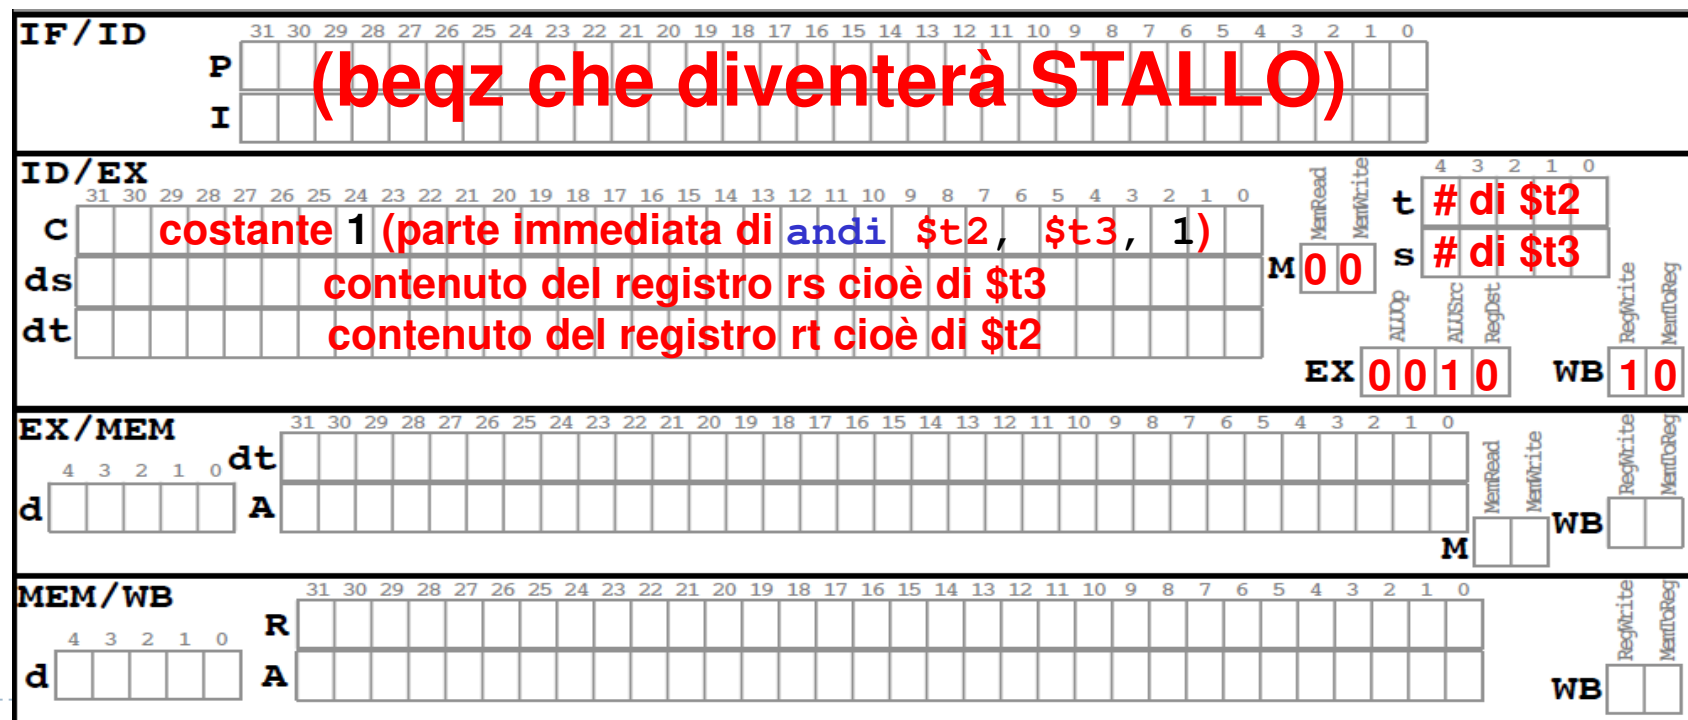 IF/ID
31 30 29 28 27 26 25 24 23 22 21 20 19 18 17 16 15 14 13 12 11 10 9 8 7 6 5 4 3 2 1 0
P
(beqz che diventerà STALLO)
I
ID/EX
31 30 29 28 27 26 25 24 23 22 21 20 19 18 17 16 15 14 13 12 11 10 9 8 7 6 5 4 3 2 1 0
MemRead MemWrite
4 3 2 1 0
C costante 1 (parte immediata di andi $t2, $t3, 1)
t # di $t2
ds contenuto del registro rs cioè di $t3
M 0 0
s # di $t3
dt contenuto del registro rt cioè di $t2
ALUOp ALUSrc RegDst
RegWrite MemToReg
EX 0 0 1 0
WB 1 0
EX/MEM
31 30 29 28 27 26 25 24 23 22 21 20 19 18 17 16 15 14 13 12 11 10 9 8 7 6 5 4 3 2 1 0
dt
4 3 2 1 0
d
A
MemRead MemWrite
RegWrite MemToReg
M
WB
MEM/WB
31 30 29 28 27 26 25 24 23 22 21 20 19 18 17 16 15 14 13 12 11 10 9 8 7 6 5 4 3 2 1 0
R
4 3 2 1 0
d
A
RegWrite MemToReg
WB